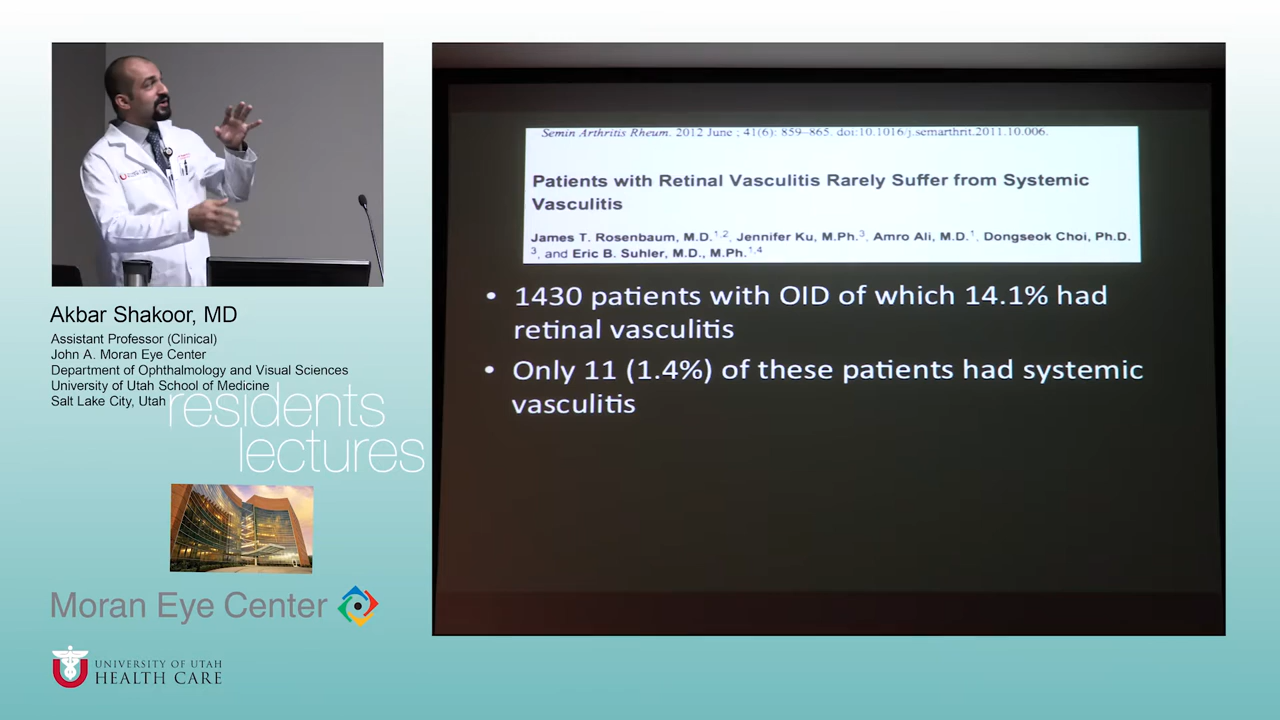 Akbar Shakoor, MD
Assistant Professor (Clinical)
John A. Moran Eye Center
Department of Ophthalmology and Visual Sciences
University of Utah School of Medicine
Salt Lake City, Utah
residents
lectures
Moran Eye Center
UNIVERSITY OF UTAH
HEALTH CARE
Semin Arthritis Rheum. 2012 June ; 41(6): 859–865. doi:10.1016/j.semarthrit.2011.10.006.
Patients with Retinal Vasculitis Rarely Suffer from Systemic
Vasculitis
James T. Rosenbaum, M.D.1,2, Jennifer Ku, M.Ph.3, Amro Ali, M.D.1, Dongseok Choi, Ph.D.
3, and Eric B. Suhler, M.D., M.Ph.1,4
• 1430 patients with OID of which 14.1% had
retinal vasculitis
• Only 11 (1.4%) of these patients had systemic
vasculitis